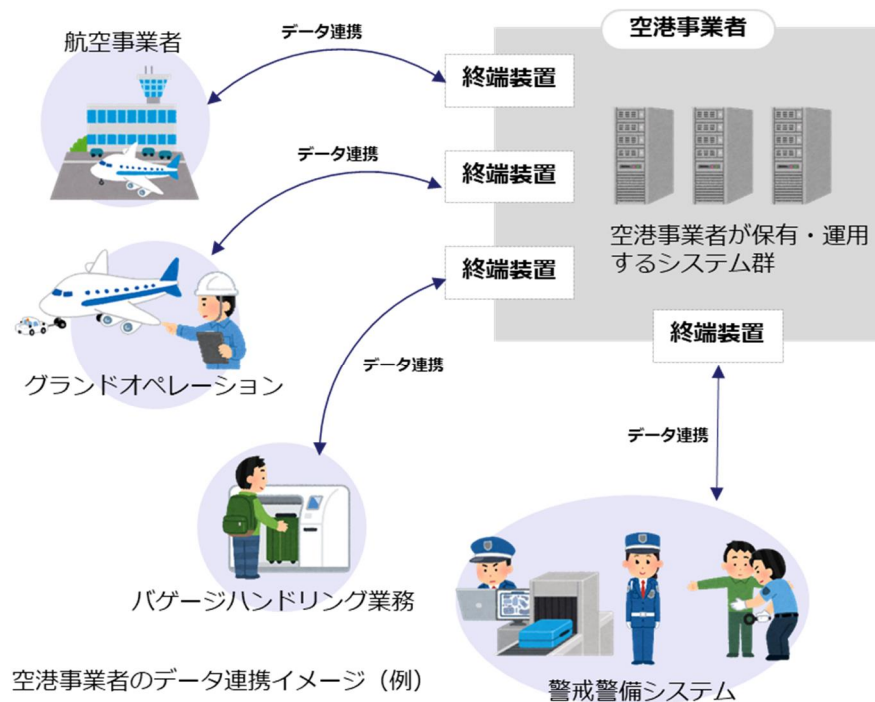 航空事業者
データ連携
空港事業者
終端装置
データ連携
終端装置
空港事業者が保有・運用
するシステム群
終端装置
グランドオペレーション
データ連携
終端装置
データ連携
バゲージハンドリング業務
警戒警備システム
空港事業者のデータ連携イメージ（例）